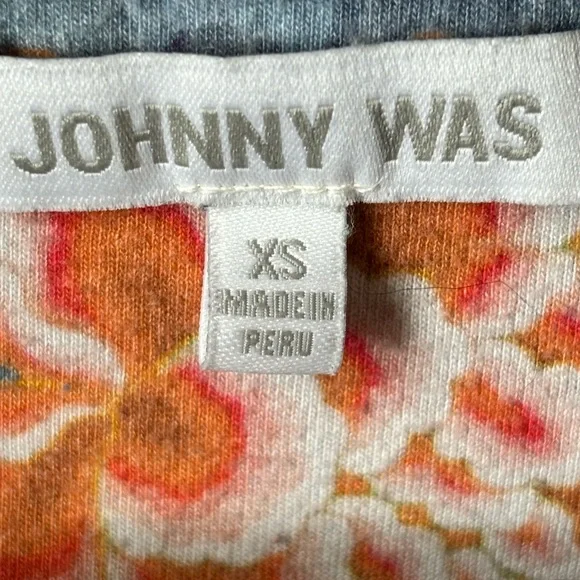 JOHNNY WAS
XS
MADE IN
PERU